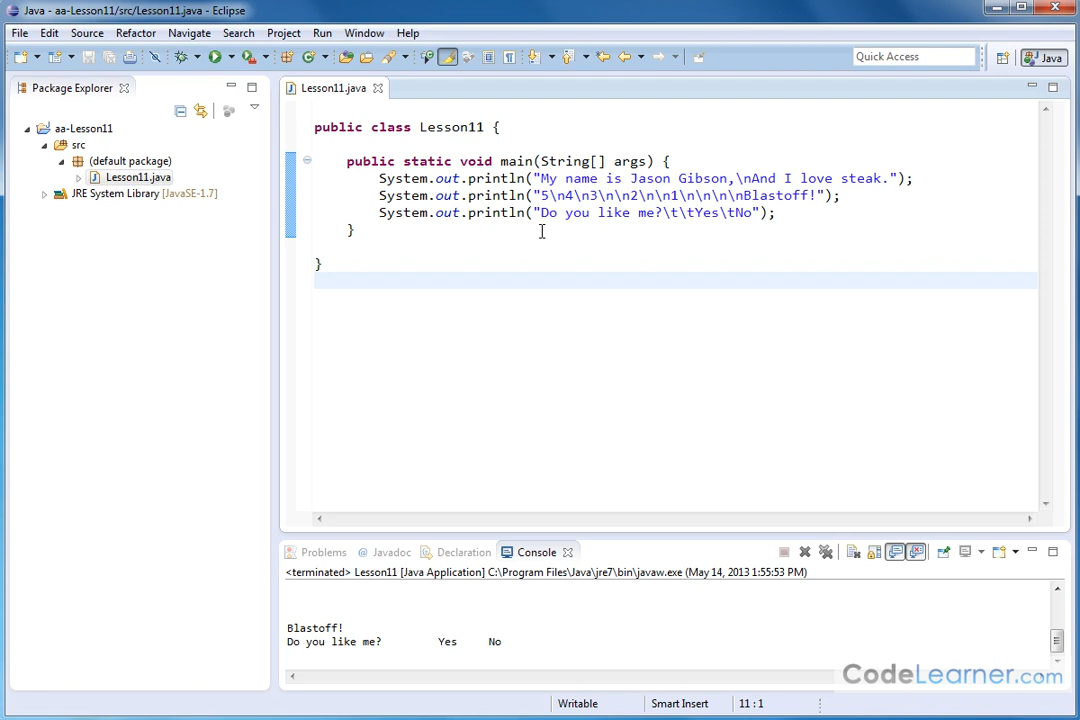 Java - aa-Lesson11/src/Lesson11.java - Eclipse
File Edit Source Refactor Navigate Search Project Run Window Help
Quick Access
Java
Package Explorer
Lesson11.java
aa-Lesson11
src
(default package)
Lesson11.java
JRE System Library [JavaSE-1.7]
public class Lesson11 {
public static void main(String[] args) {
System.out.println("My name is Jason Gibson,\nAnd I love steak.");
System.out.println("5\n4\n3\n\n2\n\n1\n\n\n\nBlastoff!");
System.out.println("Do you like me?\t\tYes\tNo");
}
}
Problems @ Javadoc Declaration Console
<terminated> Lesson11 [Java Application] C:\Program Files\Java\jre7\bin\javaw.exe (May 14, 2013 1:55:53 PM)
Blastoff!
Do you like me? Yes No
CodeLearner.com
Writable Smart Insert 11 : 1